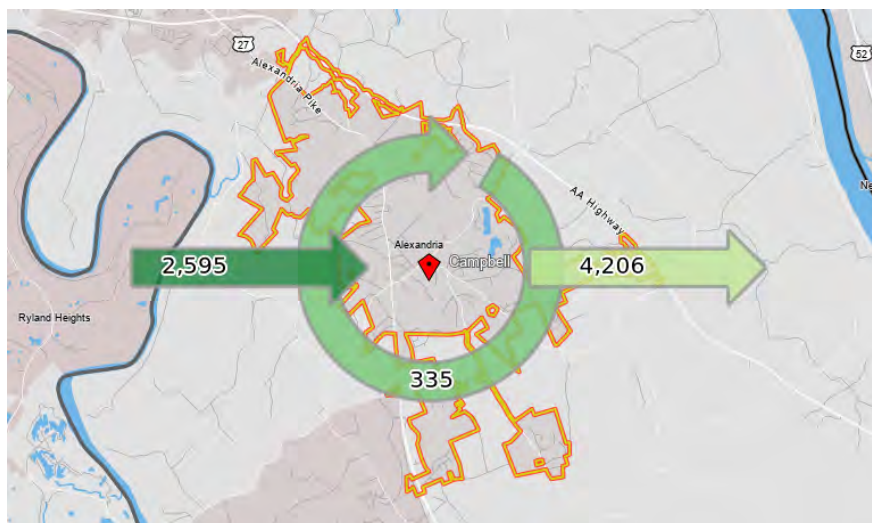 27
52
Alexandria Pike
AA Highway
Alexandria
Campbell
2,595
4,206
Ryland Heights
335